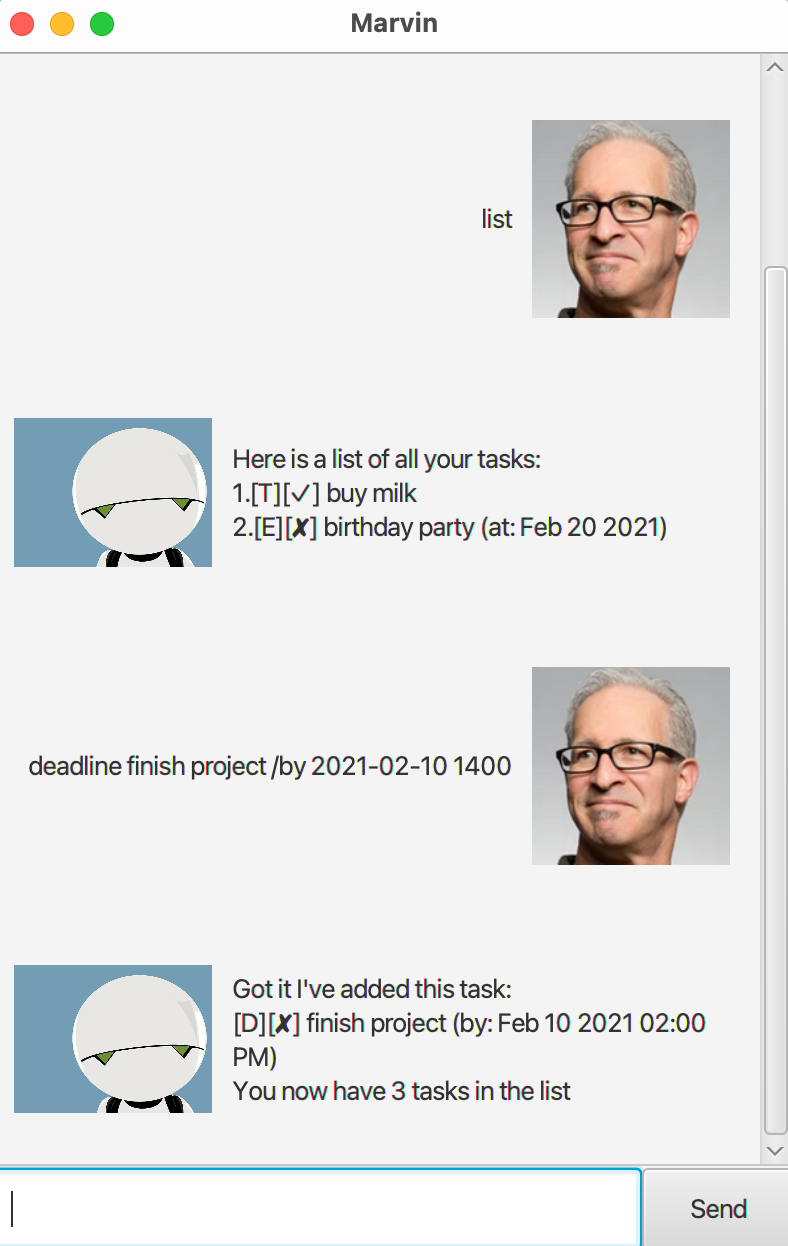 Marvin
list
Here is a list of all your tasks:
1.[T][✓] buy milk
2.[E][✘] birthday party (at: Feb 20 2021)
deadline finish project /by 2021-02-10 1400
Got it I've added this task:
[D][✘] finish project (by: Feb 10 2021 02:00
PM)
You now have 3 tasks in the list
Send